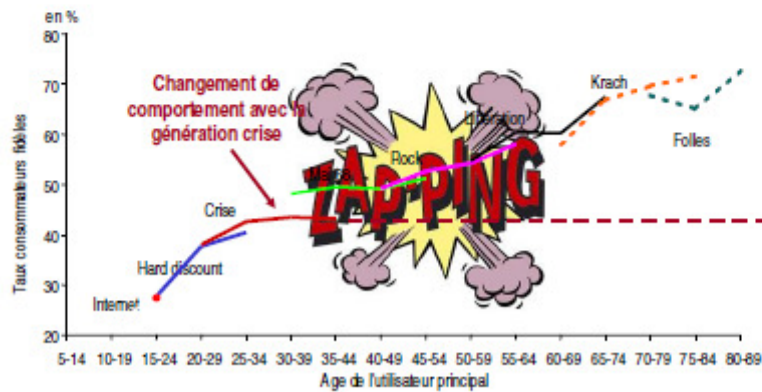 en %
80
70
60
50
40
30
20
Taux consommateurs fidèles
Changement de
comportement avec la
génération crise
Krach
Libération
Folles
Rock
ZAPPING
Crise
Hard discount
Internet
5-14 10-19 15-24 20-29 25-34 30-39 35-44 40-49 45-54 50-59 55-64 60-69 65-74 70-79 75-84 80-89
Age de l'utilisateur principal